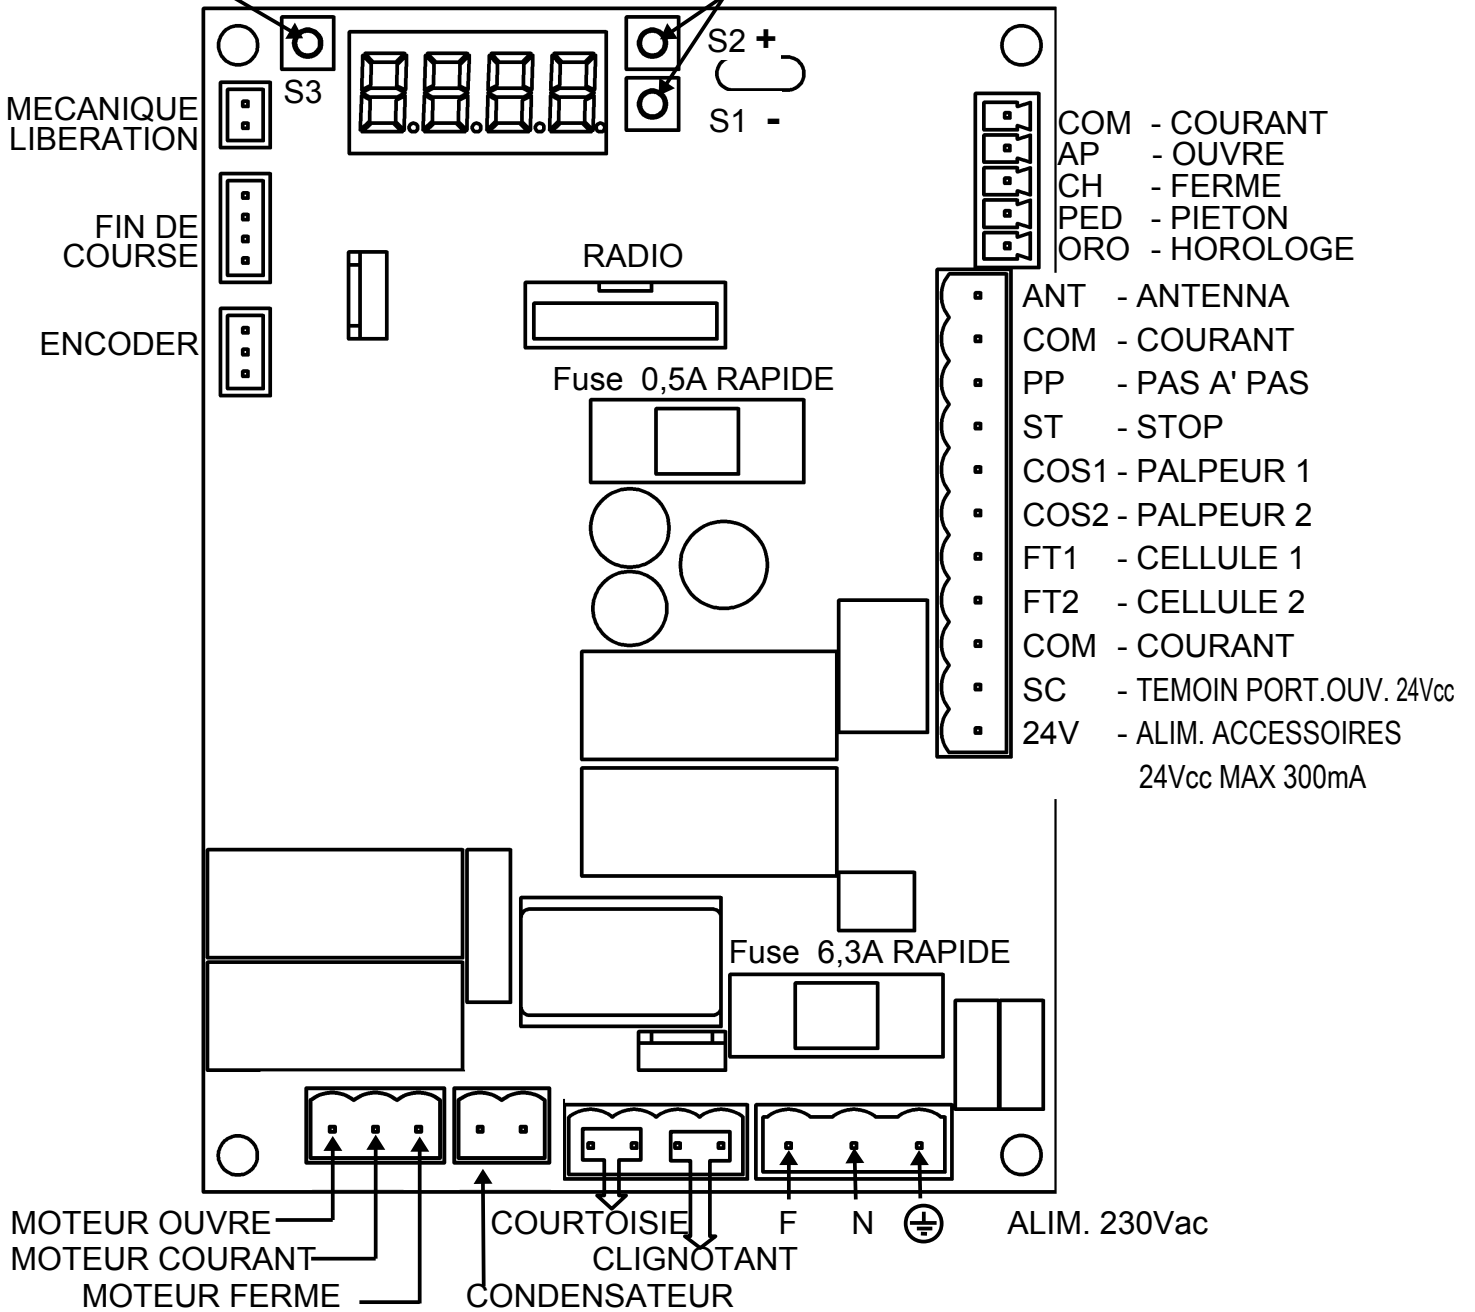 S3
S2 +
S1 -
MECANIQUE
LIBERATION
FIN DE
COURSE
ENCODER
RADIO
Fuse 0,5A RAPIDE
COM - COURANT
AP - OUVRE
CH - FERME
PED - PIETON
ORO - HOROLOGE
ANT - ANTENNA
COM - COURANT
PP - PAS A' PAS
ST - STOP
COS1 - PALPEUR 1
COS2 - PALPEUR 2
FT1 - CELLULE 1
FT2 - CELLULE 2
COM - COURANT
SC - TEMOIN PORT.OUV. 24Vcc
24V - ALIM. ACCESSOIRES
24Vcc MAX 300mA
Fuse 6,3A RAPIDE
MOTEUR OUVRE
MOTEUR COURANT
MOTEUR FERME
CONDENSATEUR
COURTOISIE
CLIGNOTANT
F N ALIM. 230Vac